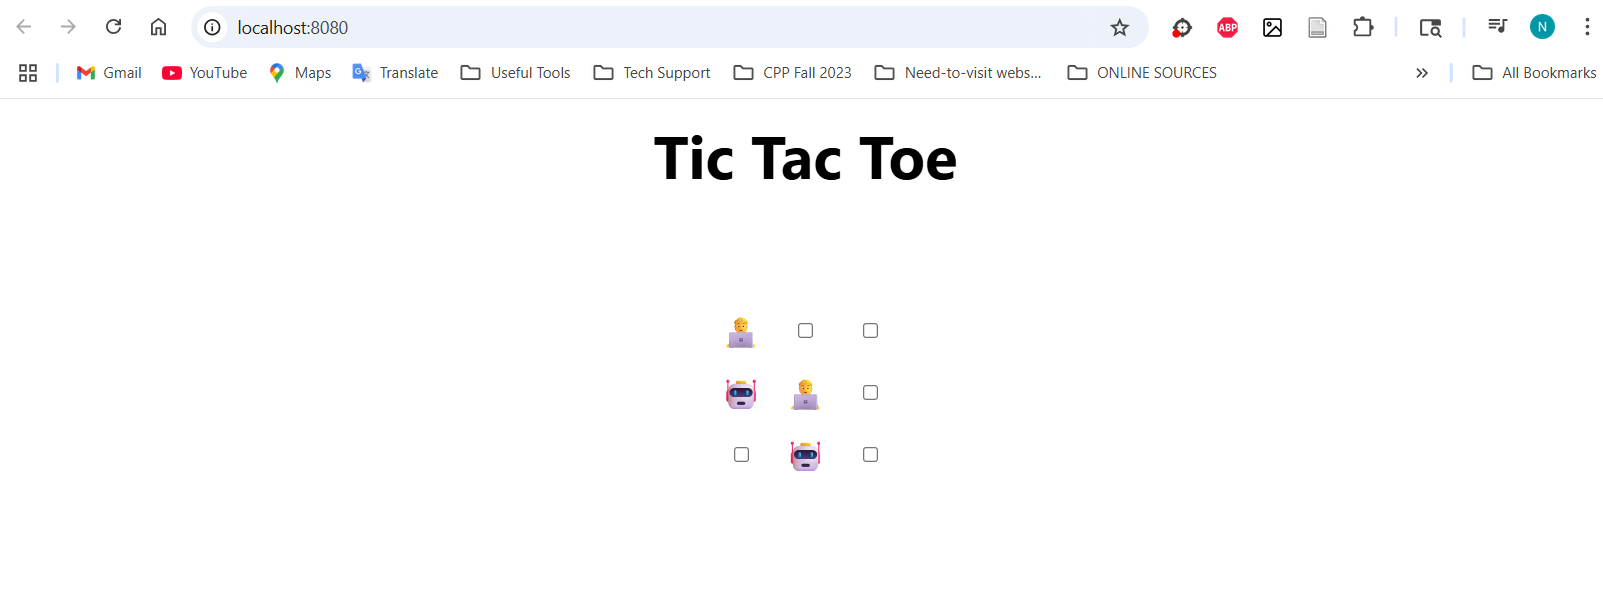 localhost:8080
ABP
N
Gmail YouTube Maps Translate Useful Tools Tech Support CPP Fall 2023 Need-to-visit webs... ONLINE SOURCES » All Bookmarks
Tic Tac Toe